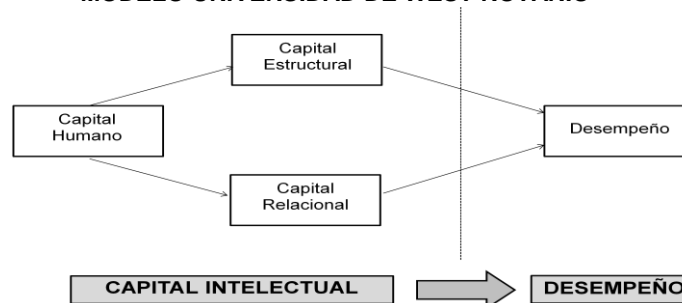 Capital
Estructural
Capital
Humano
Desempeño
Capital
Relacional
CAPITAL INTELECTUAL
DESEMPEÑO